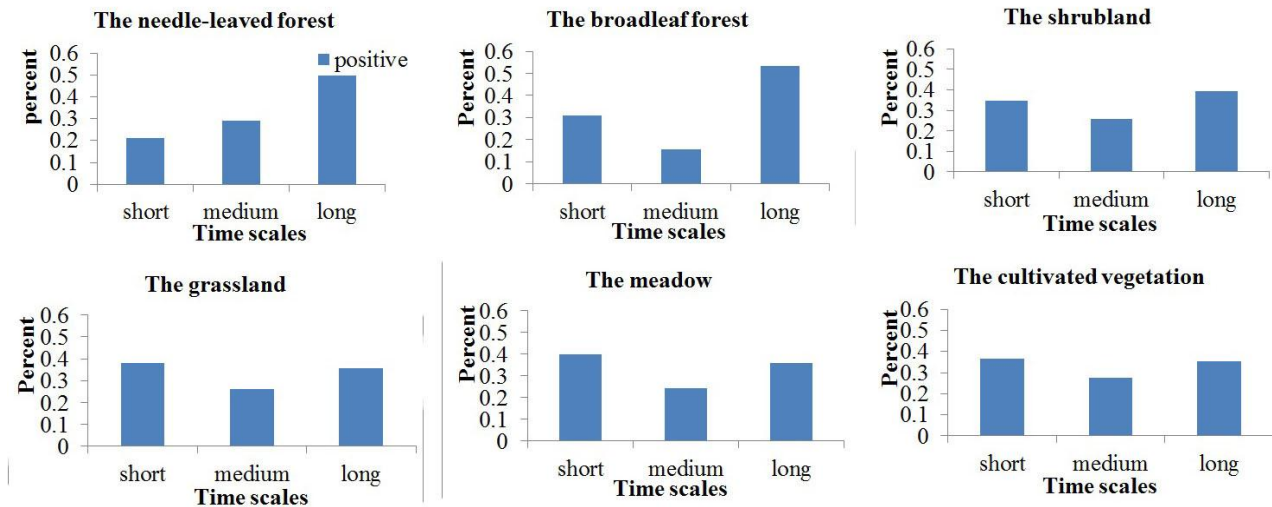 The needle-leaved forest
percent
0.6
0.5
0.4
0.3
0.2
0.1
0
positive
short medium long
Time scales
The broadleaf forest
Percent
0.6
0.5
0.4
0.3
0.2
0.1
0
short medium long
Time scales
The shrubland
Percent
0.6
0.5
0.4
0.3
0.2
0.1
0
short medium long
Time scales
The grassland
Percent
0.6
0.5
0.4
0.3
0.2
0.1
0
short medium long
Time scales
The meadow
Percent
0.6
0.5
0.4
0.3
0.2
0.1
0
short medium long
Time scales
The cultivated vegetation
Percent
0.6
0.5
0.4
0.3
0.2
0.1
0
short medium long
Time scales